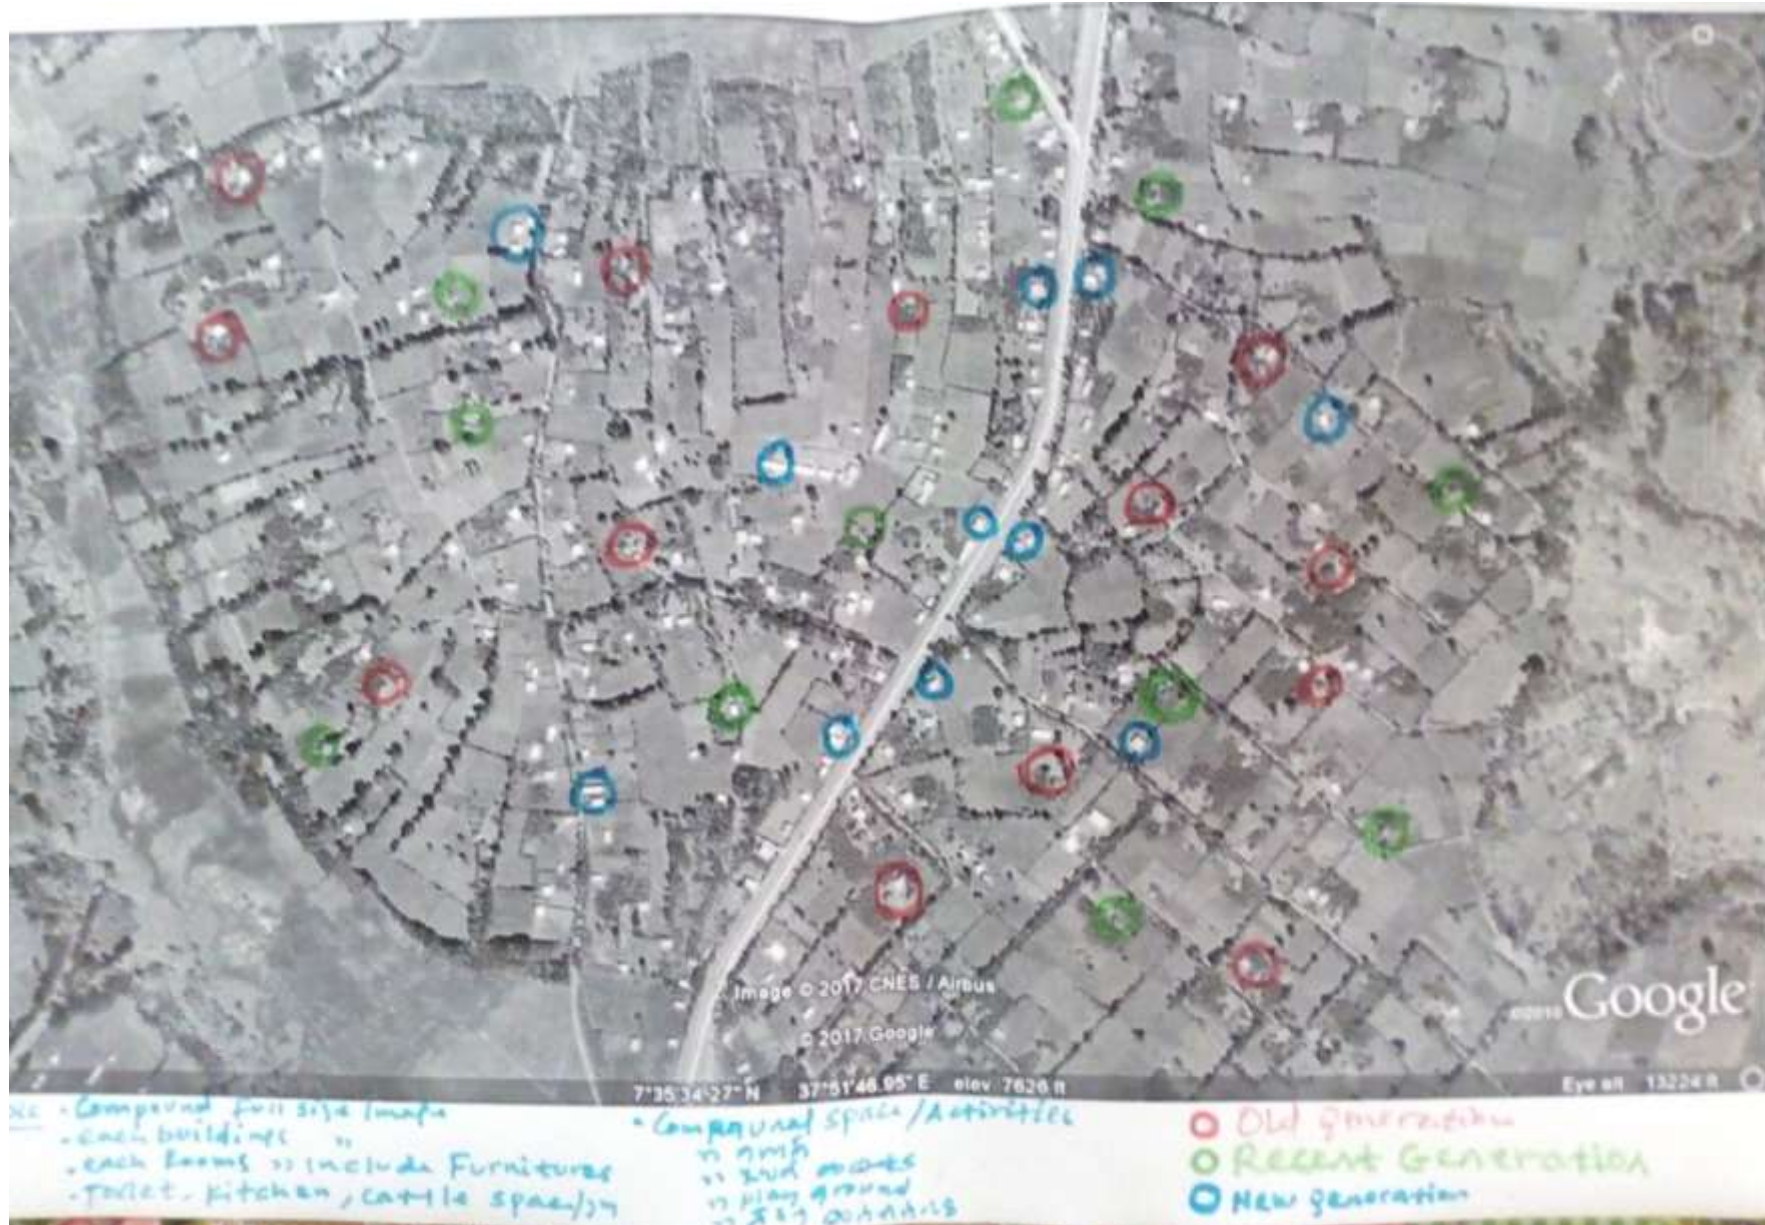 Image © 2017 CNES / Airbus
© 2017 Google
©2010 Google
7°35'34.27" N 37°51'46.95" E elev 7626 ft
Eye alt 13224 ft
• Compound full size Image
• each buildings "
• each Rooms " include Furnitures
• Toilet, kitchen, cattle space/in
• Compound space/Activities
" play ground
Old generation
Recent Generation
New generation